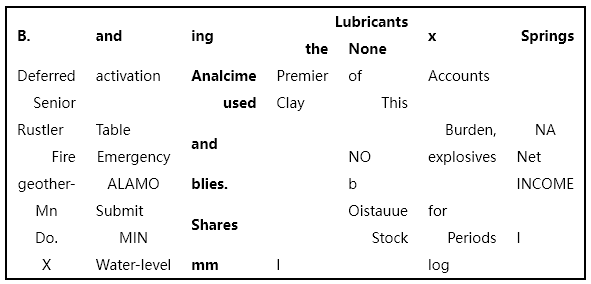 B. and ing Lubricants x Springs
the None
Deferred activation Analcime Premier of Accounts
Senior used Clay This
Rustler Table and Burden, NA
Fire Emergency NO explosives Net
geother- ALAMO blies. b INCOME
Mn Submit Shares Oistauue for
Do. MIN Stock Periods I
X Water-level mm I log